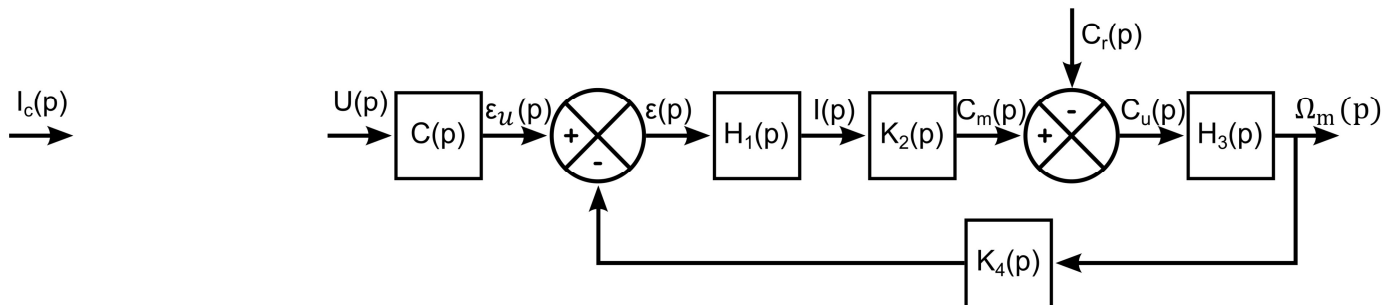 C_r(p)
I_c(p)
U(p)
C(p)
ε_u(p)
+
-
ε(p)
H_1(p)
I(p)
K_2(p)
C_m(p)
-
+
C_u(p)
H_3(p)
Ω_m(p)
K_4(p)